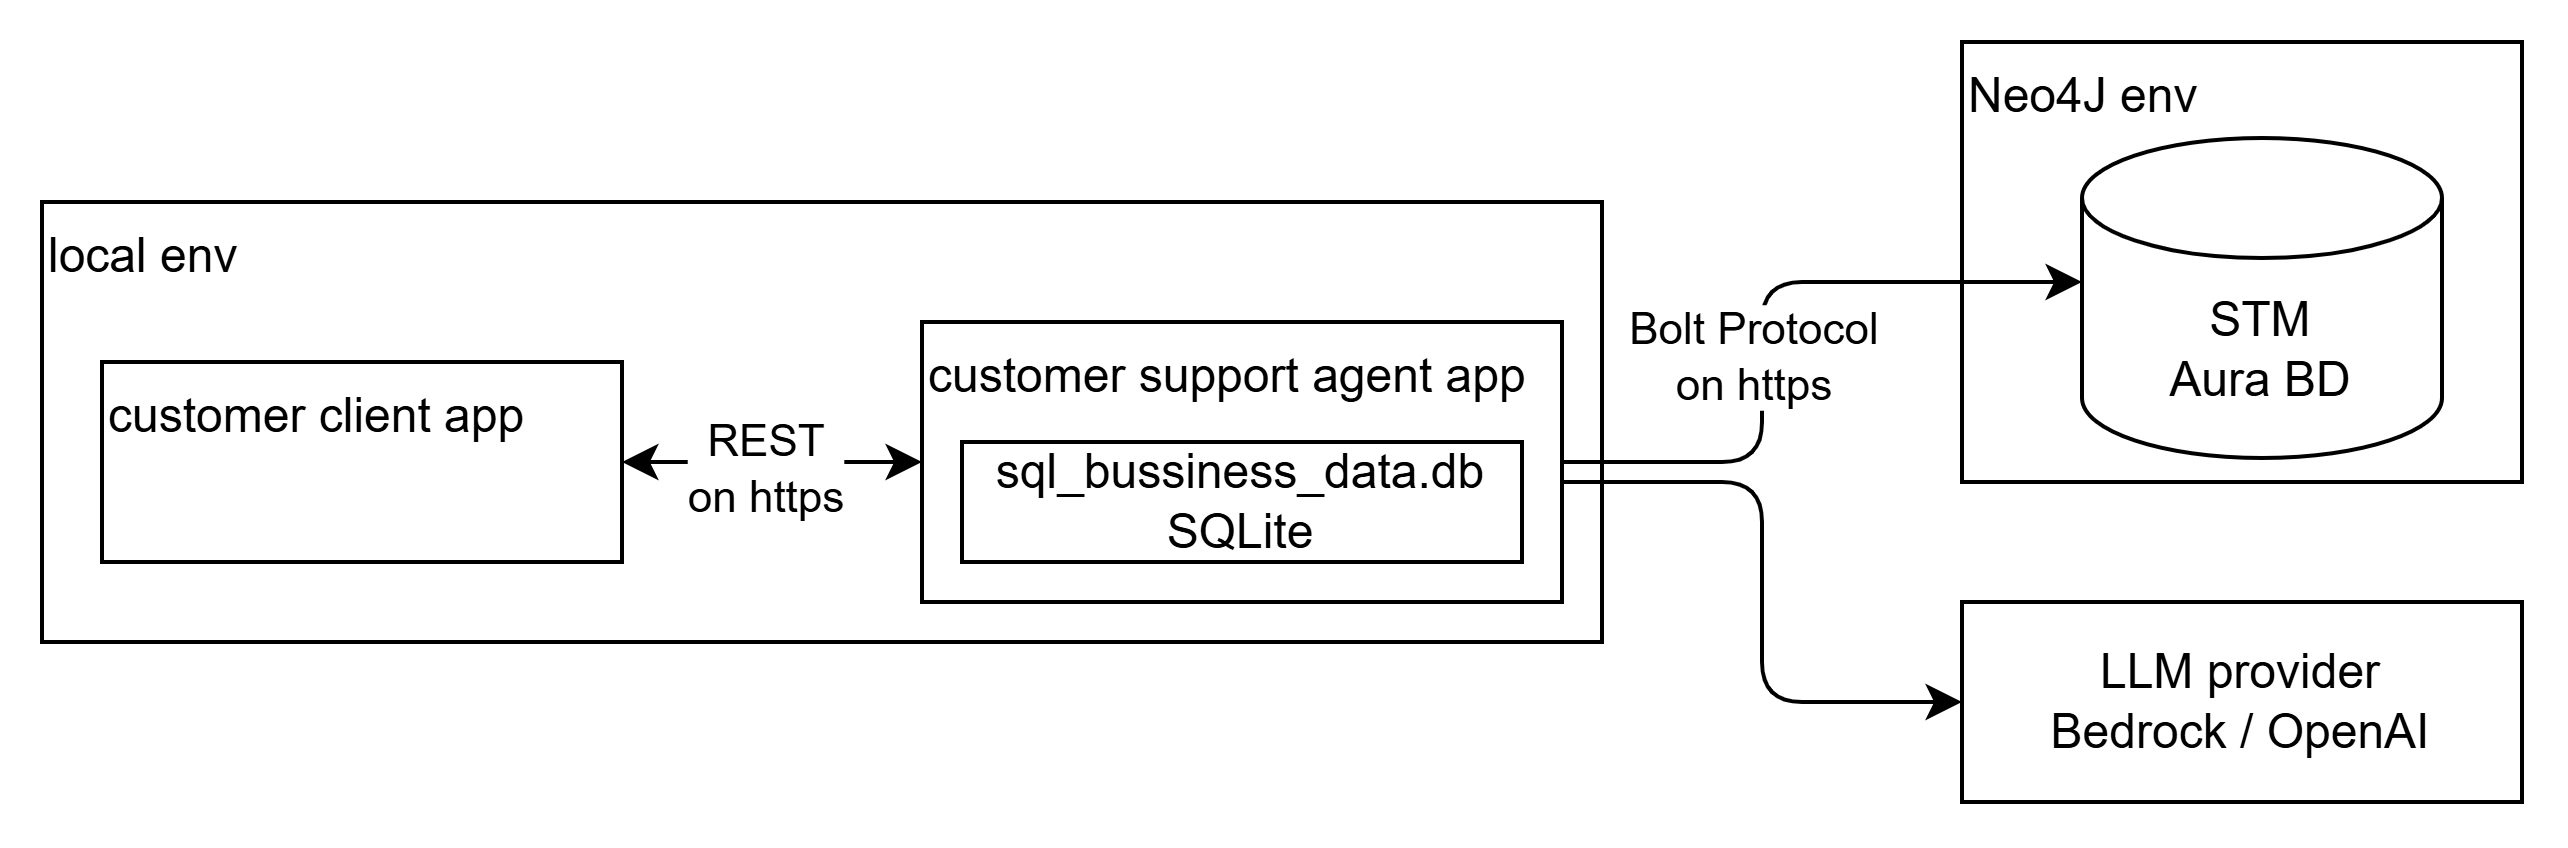 local env
customer client app
REST
on https
customer support agent app
sql_bussiness_data.db
SQLite
Bolt Protocol
on https
Neo4J env
STM
Aura BD
LLM provider
Bedrock / OpenAI